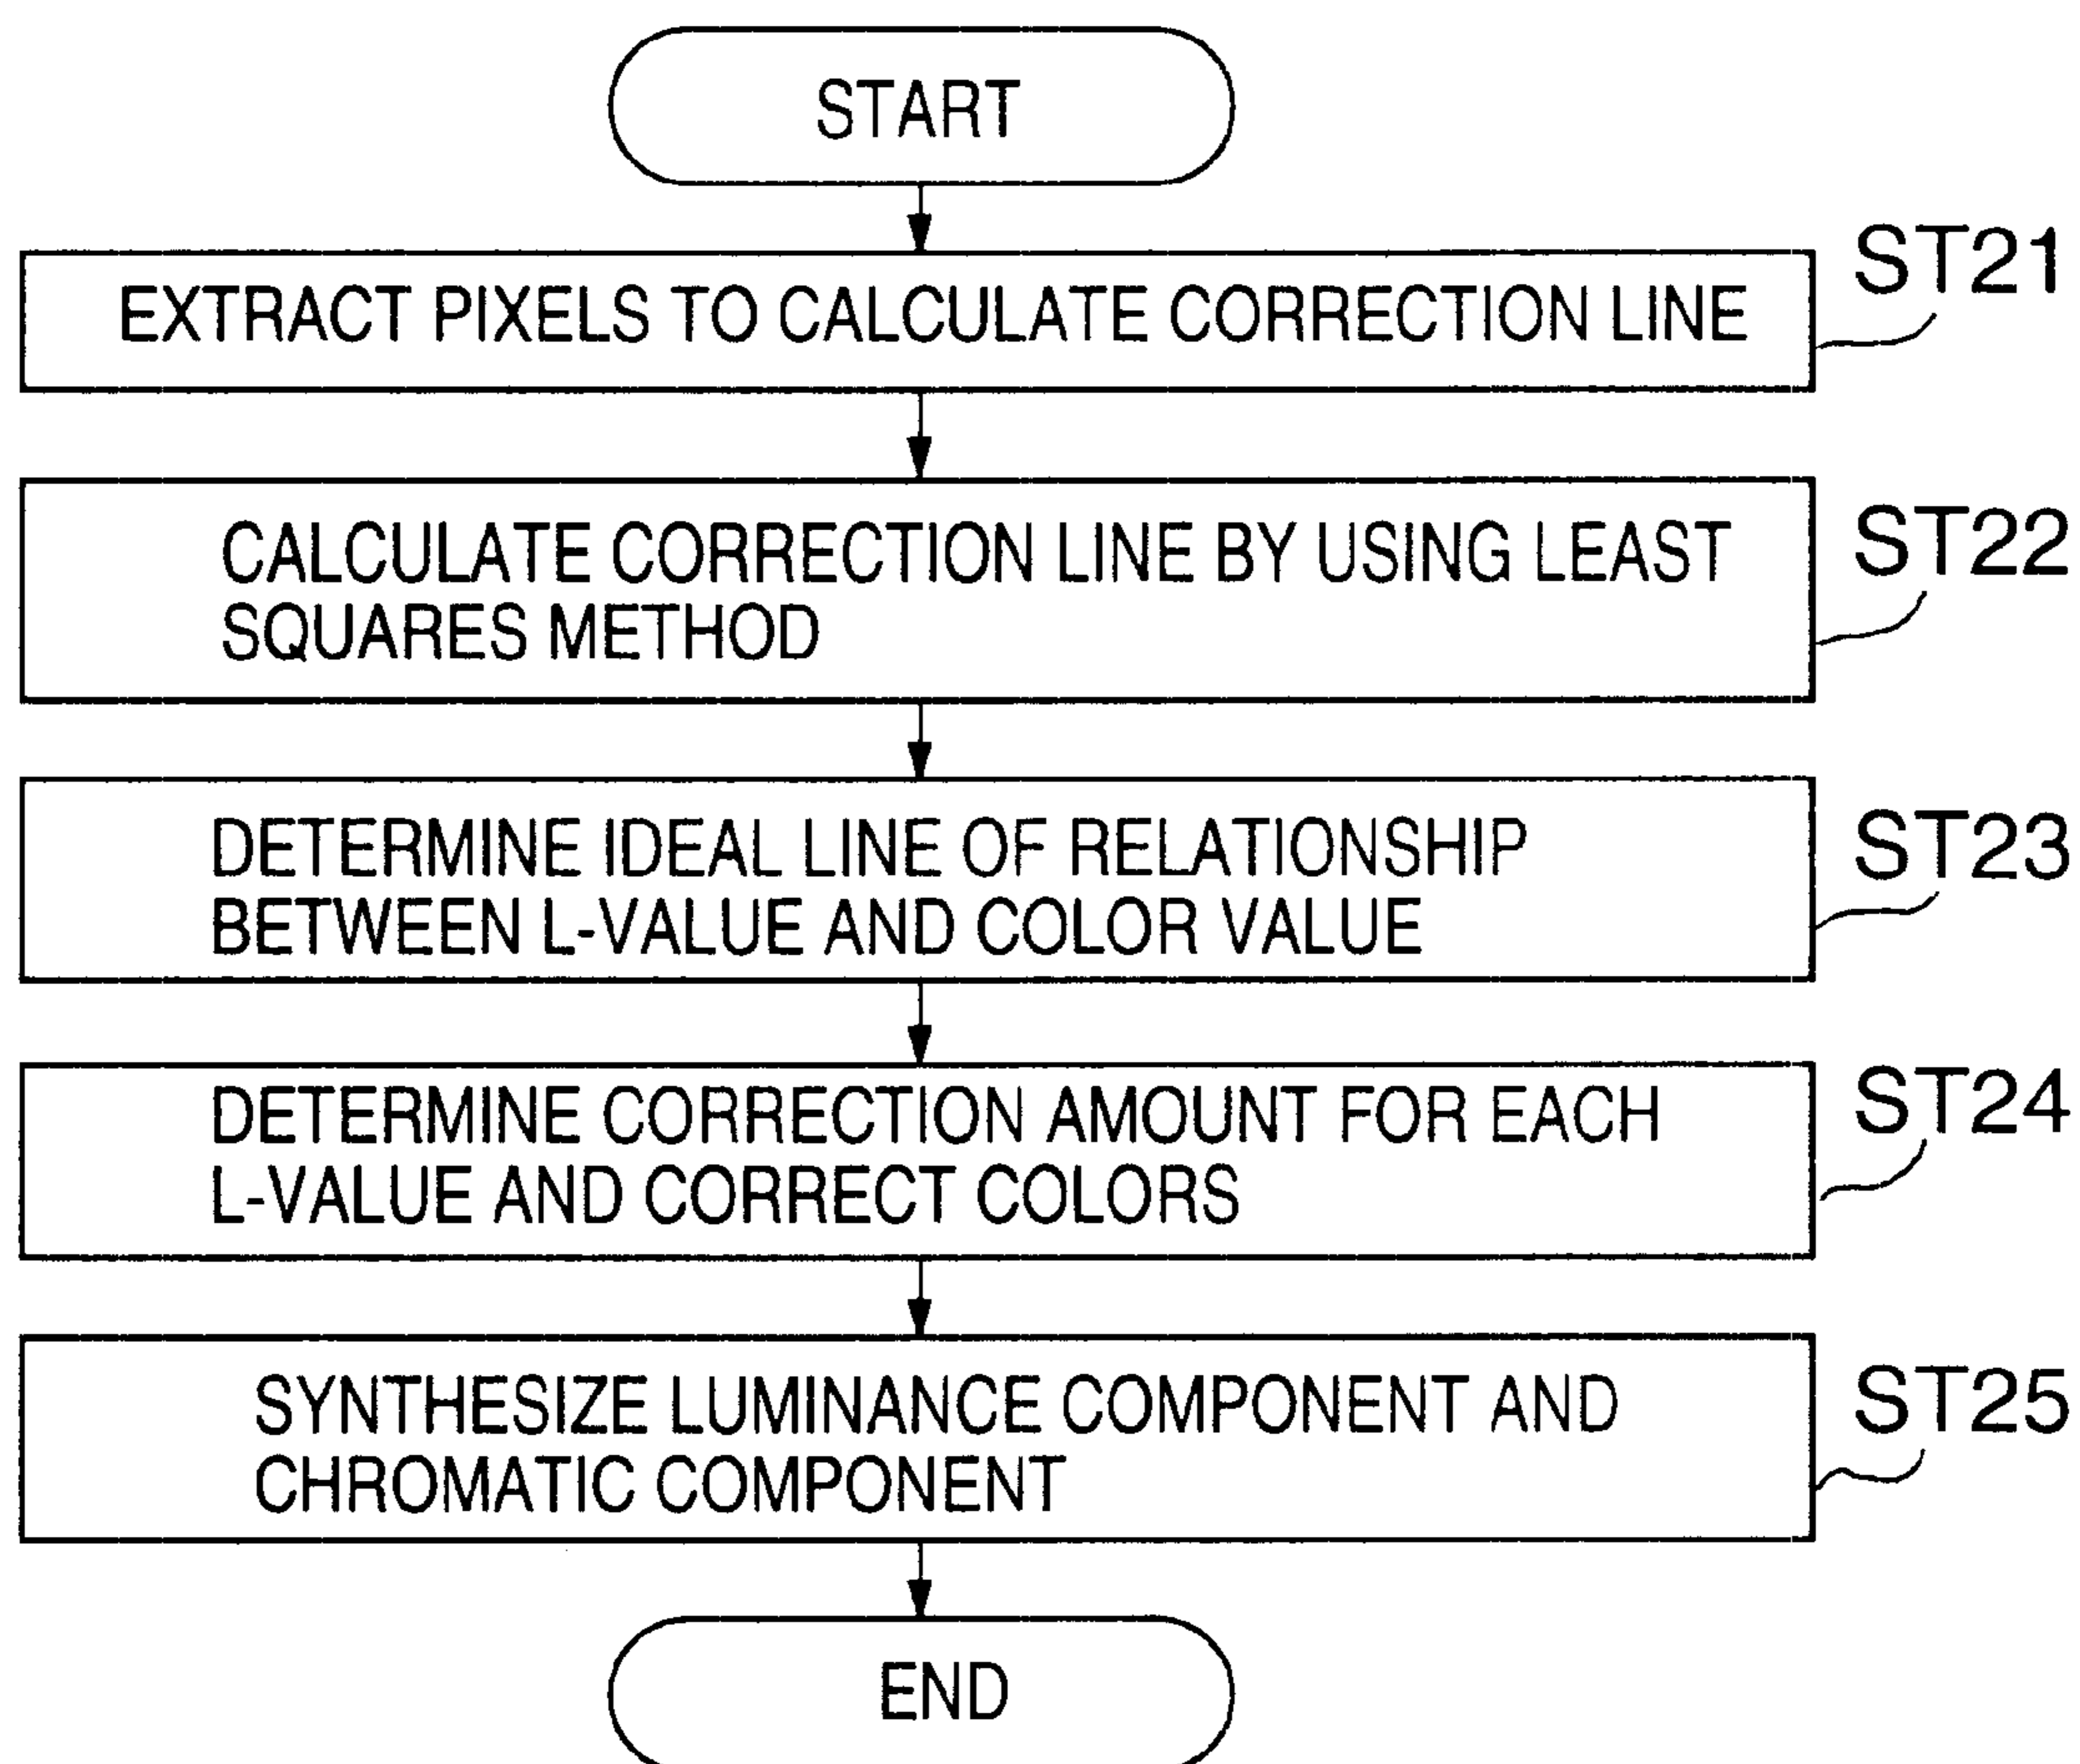 START
EXTRACT PIXELS TO CALCULATE CORRECTION LINE
ST21
CALCULATE CORRECTION LINE BY USING LEAST
SQUARES METHOD
ST22
DETERMINE IDEAL LINE OF RELATIONSHIP
BETWEEN L-VALUE AND COLOR VALUE
ST23
DETERMINE CORRECTION AMOUNT FOR EACH
L-VALUE AND CORRECT COLORS
ST24
SYNTHESIZE LUMINANCE COMPONENT AND
CHROMATIC COMPONENT
ST25
END